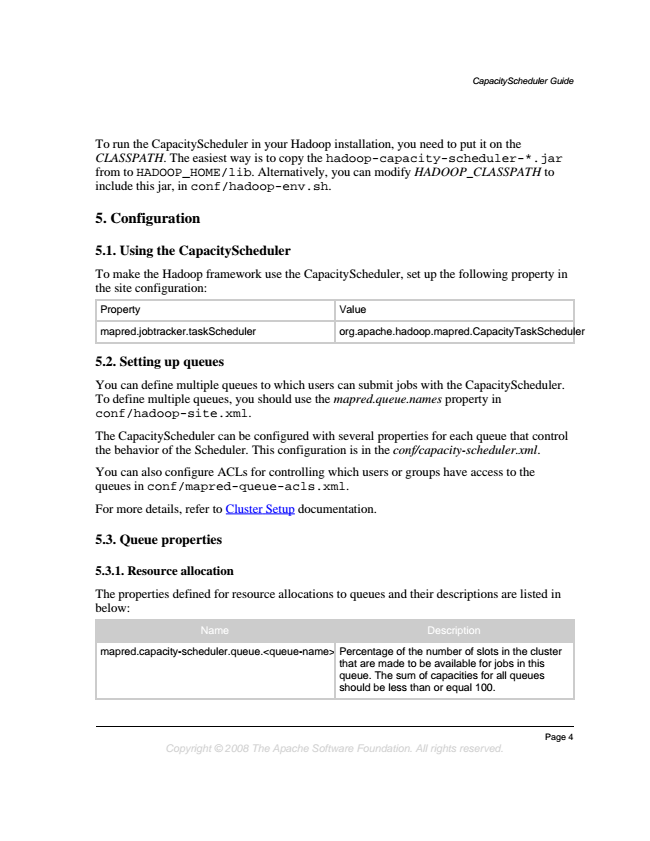 CapacityScheduler Guide
To run the CapacityScheduler in your Hadoop installation, you need to put it on the
CLASSPATH. The easiest way is to copy the hadoop-capacity-scheduler-*.jar
from to HADOOP_HOME/lib. Alternatively, you can modify HADOOP_CLASSPATH to
include this jar, in conf/hadoop-env.sh.
5. Configuration
5.1. Using the CapacityScheduler
To make the Hadoop framework use the CapacityScheduler, set up the following property in
the site configuration:
Property Value
mapred.jobtracker.taskScheduler org.apache.hadoop.mapred.CapacityTaskScheduler
5.2. Setting up queues
You can define multiple queues to which users can submit jobs with the CapacityScheduler.
To define multiple queues, you should use the mapred.queue.names property in
conf/hadoop-site.xml.
The CapacityScheduler can be configured with several properties for each queue that control
the behavior of the Scheduler. This configuration is in the conf/capacity-scheduler.xml.
You can also configure ACLs for controlling which users or groups have access to the
queues in conf/mapred-queue-acls.xml.
For more details, refer to Cluster Setup documentation.
5.3. Queue properties
5.3.1. Resource allocation
The properties defined for resource allocations to queues and their descriptions are listed in
below:
Name Description
mapred.capacity-scheduler.queue.<queue-name> Percentage of the number of slots in the cluster
that are made to be available for jobs in this
queue. The sum of capacities for all queues
should be less than or equal 100.
Page 4
Copyright © 2008 The Apache Software Foundation. All rights reserved.